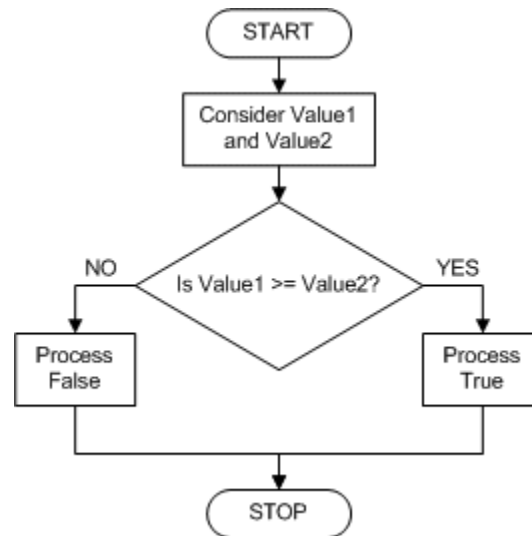 START
Consider Value1
and Value2
Is Value1 >= Value2?
NO
YES
Process
False
Process
True
STOP